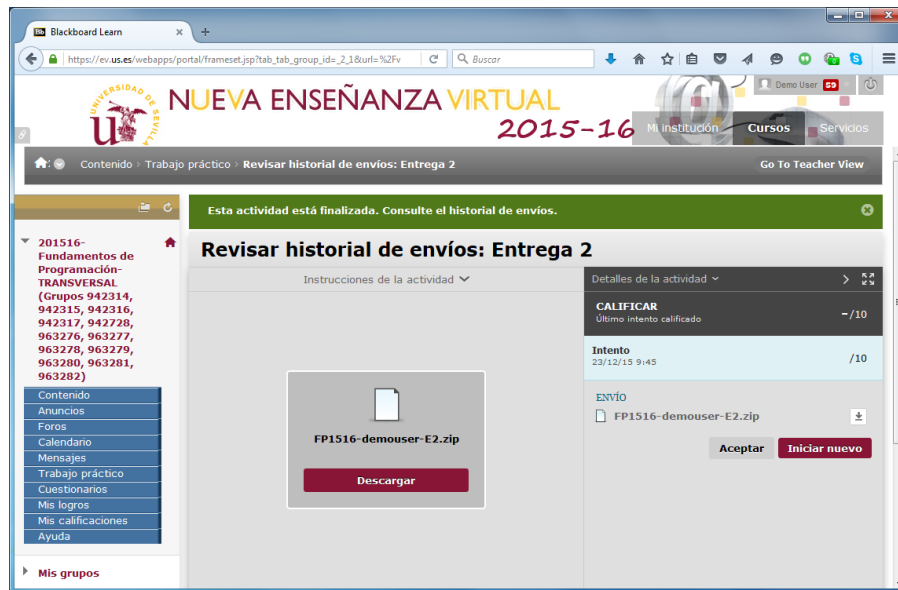 Blackboard Learn
https://ev.us.es/webapps/portal/frameset.jsp?tab_tab_group_id=_2_1&url=%2Fv
Buscar
UNIVERSIDAD DE SEVILLA
NUEVA ENSEÑANZA VIRTUAL
2015-16
Demo User 59
Mi institución
Cursos
Servicios
Contenido > Trabajo práctico > Revisar historial de envíos: Entrega 2
Go To Teacher View
Esta actividad está finalizada. Consulte el historial de envíos.
201516-
Fundamentos de
Programación-
TRANSVERSAL
(Grupos 942314,
942315, 942316,
942317, 942728,
963276, 963277,
963278, 963279,
963280, 963281,
963282)
Contenido
Anuncios
Foros
Calendario
Mensajes
Trabajo práctico
Cuestionarios
Mis logros
Mis calificaciones
Ayuda
Mis grupos
Revisar historial de envíos: Entrega 2
Instrucciones de la actividad
FP1516-demouser-E2.zip
Descargar
Detalles de la actividad
CALIFICAR
Último intento calificado
-/10
Intento
23/12/15 9:45
/10
ENVÍO
FP1516-demouser-E2.zip
Aceptar
Iniciar nuevo